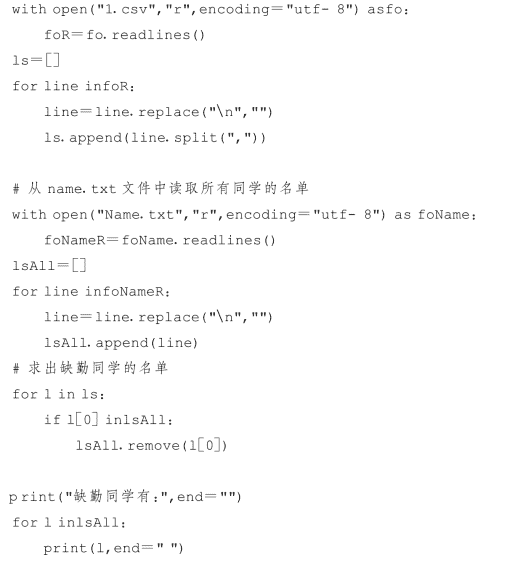 with open("1.csv","r",encoding="utf- 8") asfo:
foR=fo.readlines()
ls=[]
for line infoR:
line=line.replace("\n","")
ls.append(line.split(","))
# 从 name.txt 文件中读取所有同学的名单
with open("Name.txt","r",encoding="utf- 8") as foName:
foNameR=foName.readlines()
lsAll=[]
for line infoNameR:
line=line.replace("\n","")
lsAll.append(line)
# 求出缺勤同学的名单
for l in ls:
if l[0] inlsAll:
lsAll.remove(l[0])
print("缺勤同学有:",end="")
for l inlsAll:
print(l,end=" ")